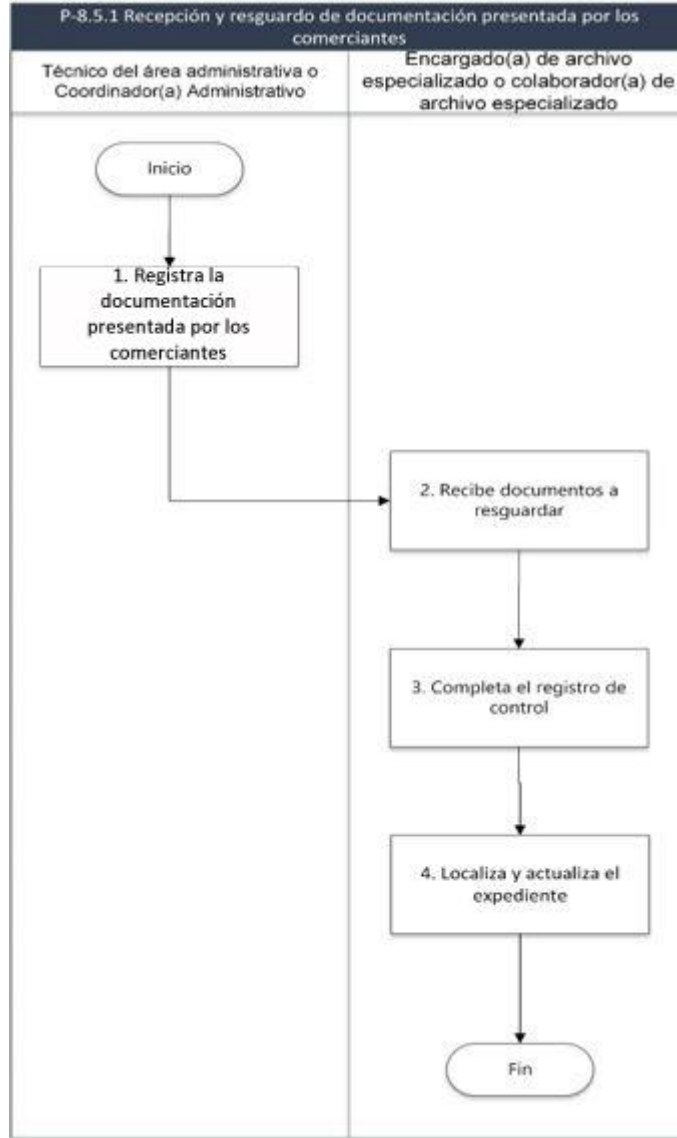 P-8.5.1 Recepción y resguardo de documentación presentada por los
comerciantes
Técnico del área administrativa o
Coordinador(a) Administrativo
Encargado(a) de archivo
especializado o colaborador(a) de
archivo especializado
Inicio
1. Registra la
documentación
presentada por los
comerciantes
2. Recibe documentos a
resguardar
3. Completa el registro de
control
4. Localiza y actualiza el
expediente
Fin